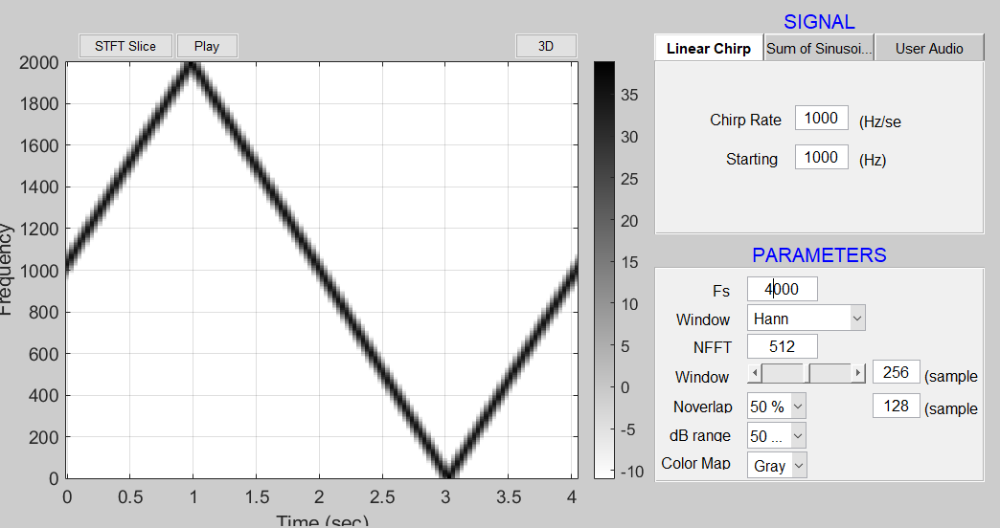 SIGNAL
STFT Slice Play 3D
Linear Chirp Sum of Sinusoi... User Audio
Chirp Rate 1000 (Hz/se
Starting 1000 (Hz)
PARAMETERS
Fs 4000
Window Hann
NFFT 512
Window 256 (sample
Noverlap 50 % 128 (sample
dB range 50 ...
Color Map Gray
Frequency
2000
1800
1600
1400
1200
1000
800
600
400
200
0
0 0.5 1 1.5 2 2.5 3 3.5 4
Time (sec)
35
30
25
20
15
10
5
0
-5
-10